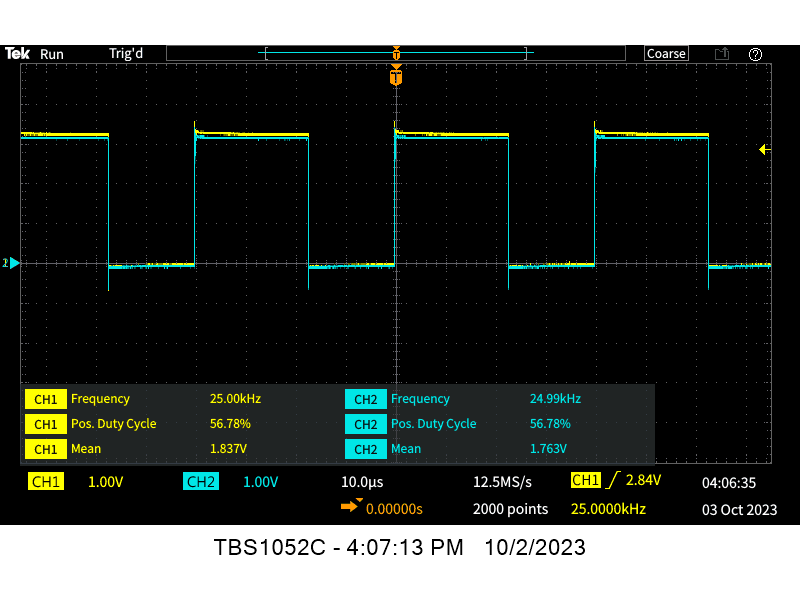 Tek Run Trig'd Coarse
T
T
2
CH1 Frequency 25.00kHz CH2 Frequency 24.99kHz
CH1 Pos. Duty Cycle 56.78% CH2 Pos. Duty Cycle 56.78%
CH1 Mean 1.837V CH2 Mean 1.763V
CH1 1.00V CH2 1.00V 10.0µs 12.5MS/s CH1 2.84V 04:06:35
0.00000s 2000 points 25.0000kHz 03 Oct 2023
TBS1052C - 4:07:13 PM 10/2/2023